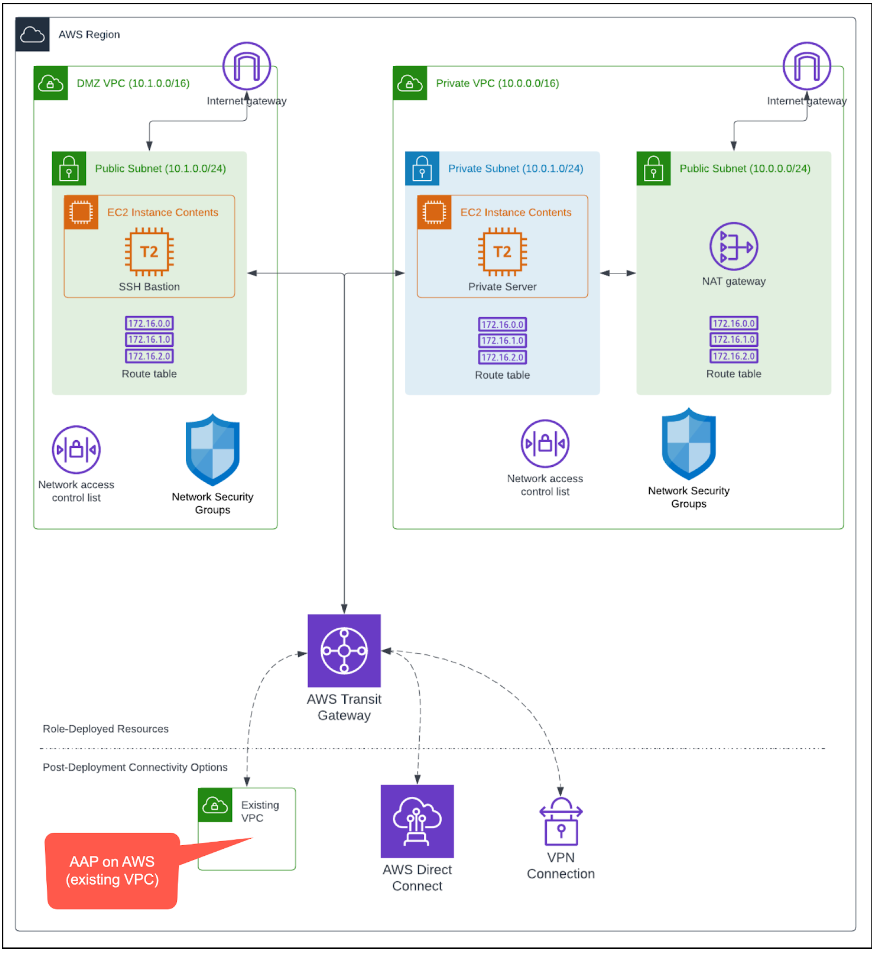 AWS Region
DMZ VPC (10.1.0.0/16)
Internet gateway
Public Subnet (10.1.0.0/24)
EC2 Instance Contents
T2
SSH Bastion
172.16.0.0
172.16.1.0
172.16.2.0
Route table
Network access
control list
Network Security
Groups
Private VPC (10.0.0.0/16)
Internet gateway
Private Subnet (10.0.1.0/24)
EC2 Instance Contents
T2
Private Server
172.16.0.0
172.16.1.0
172.16.2.0
Route table
Public Subnet (10.0.0.0/24)
NAT gateway
172.16.0.0
172.16.1.0
172.16.2.0
Route table
Network access
control list
Network Security
Groups
AWS Transit
Gateway
Role-Deployed Resources
Post-Deployment Connectivity Options
Existing
VPC
AAP on AWS
(existing VPC)
AWS Direct
Connect
VPN
Connection